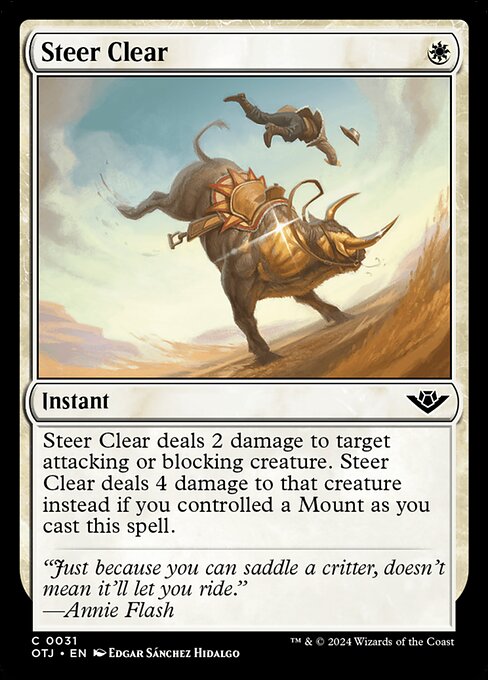 Steer Clear
Instant
Steer Clear deals 2 damage to target
attacking or blocking creature. Steer
Clear deals 4 damage to that creature
instead if you controlled a Mount as you
cast this spell.
“Just because you can saddle a critter, doesn’t
mean it’ll let you ride.”
—Annie Flash
C 0031
OTJ • EN Edgar Sánchez Hidalgo
™ & © 2024 Wizards of the Coast